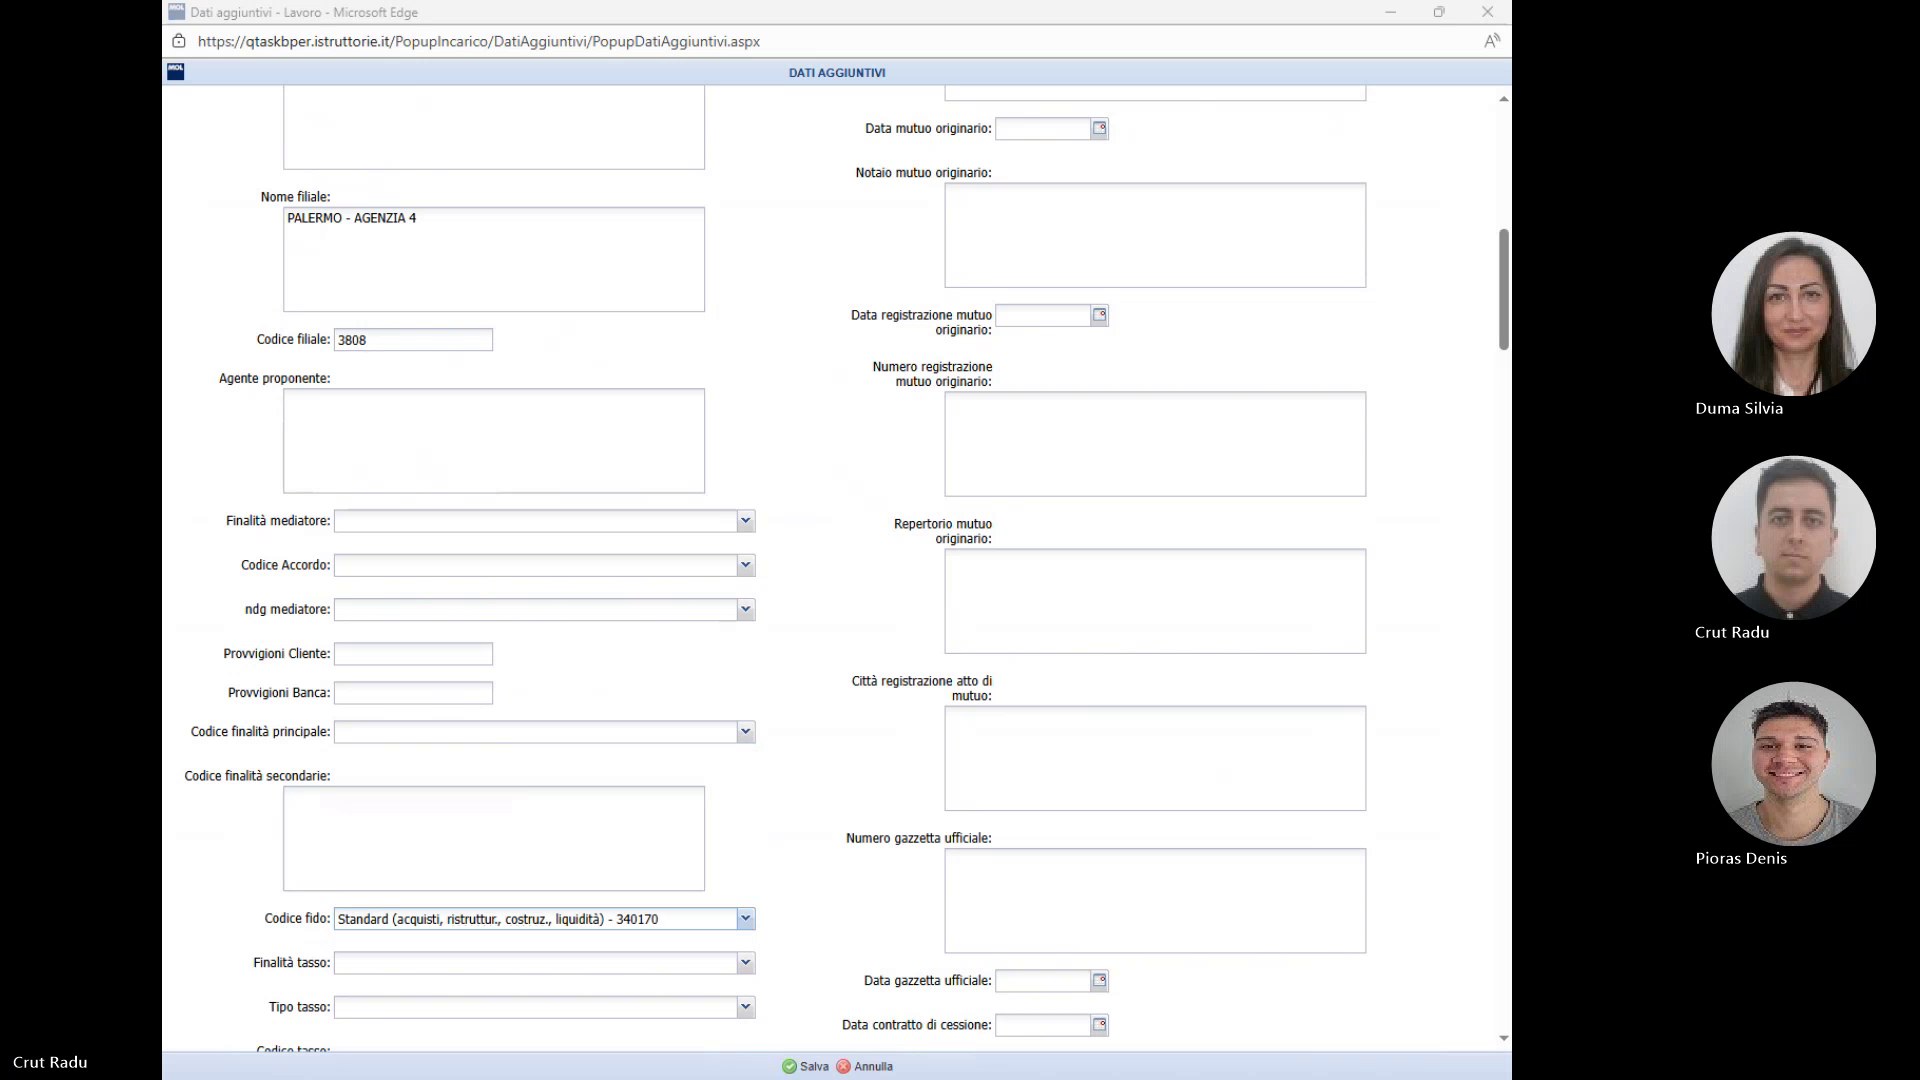 MOL Dati aggiuntivi - Lavoro - Microsoft Edge
https://qtaskbper.istruttorie.it/PopupIncarico/DatiAggiuntivi/PopupDatiAggiuntivi.aspx
MOL DATI AGGIUNTIVI
Nome filiale:
PALERMO - AGENZIA 4
Codice filiale: 3808
Agente proponente:
Finalità mediatore:
Codice Accordo:
ndg mediatore:
Provvigioni Cliente:
Provvigioni Banca:
Codice finalità principale:
Codice finalità secondarie:
Codice fido: Standard (acquisti, ristruttur., costruz., liquidità) - 340170
Finalità tasso:
Tipo tasso:
Codice tasso:
Data mutuo originario:
Notaio mutuo originario:
Data registrazione mutuo
originario:
Numero registrazione
mutuo originario:
Repertorio mutuo
originario:
Città registrazione atto di
mutuo:
Numero gazzetta ufficiale:
Data gazzetta ufficiale:
Data contratto di cessione:
Salva Annulla
Duma Silvia
Crut Radu
Pioras Denis
Crut Radu